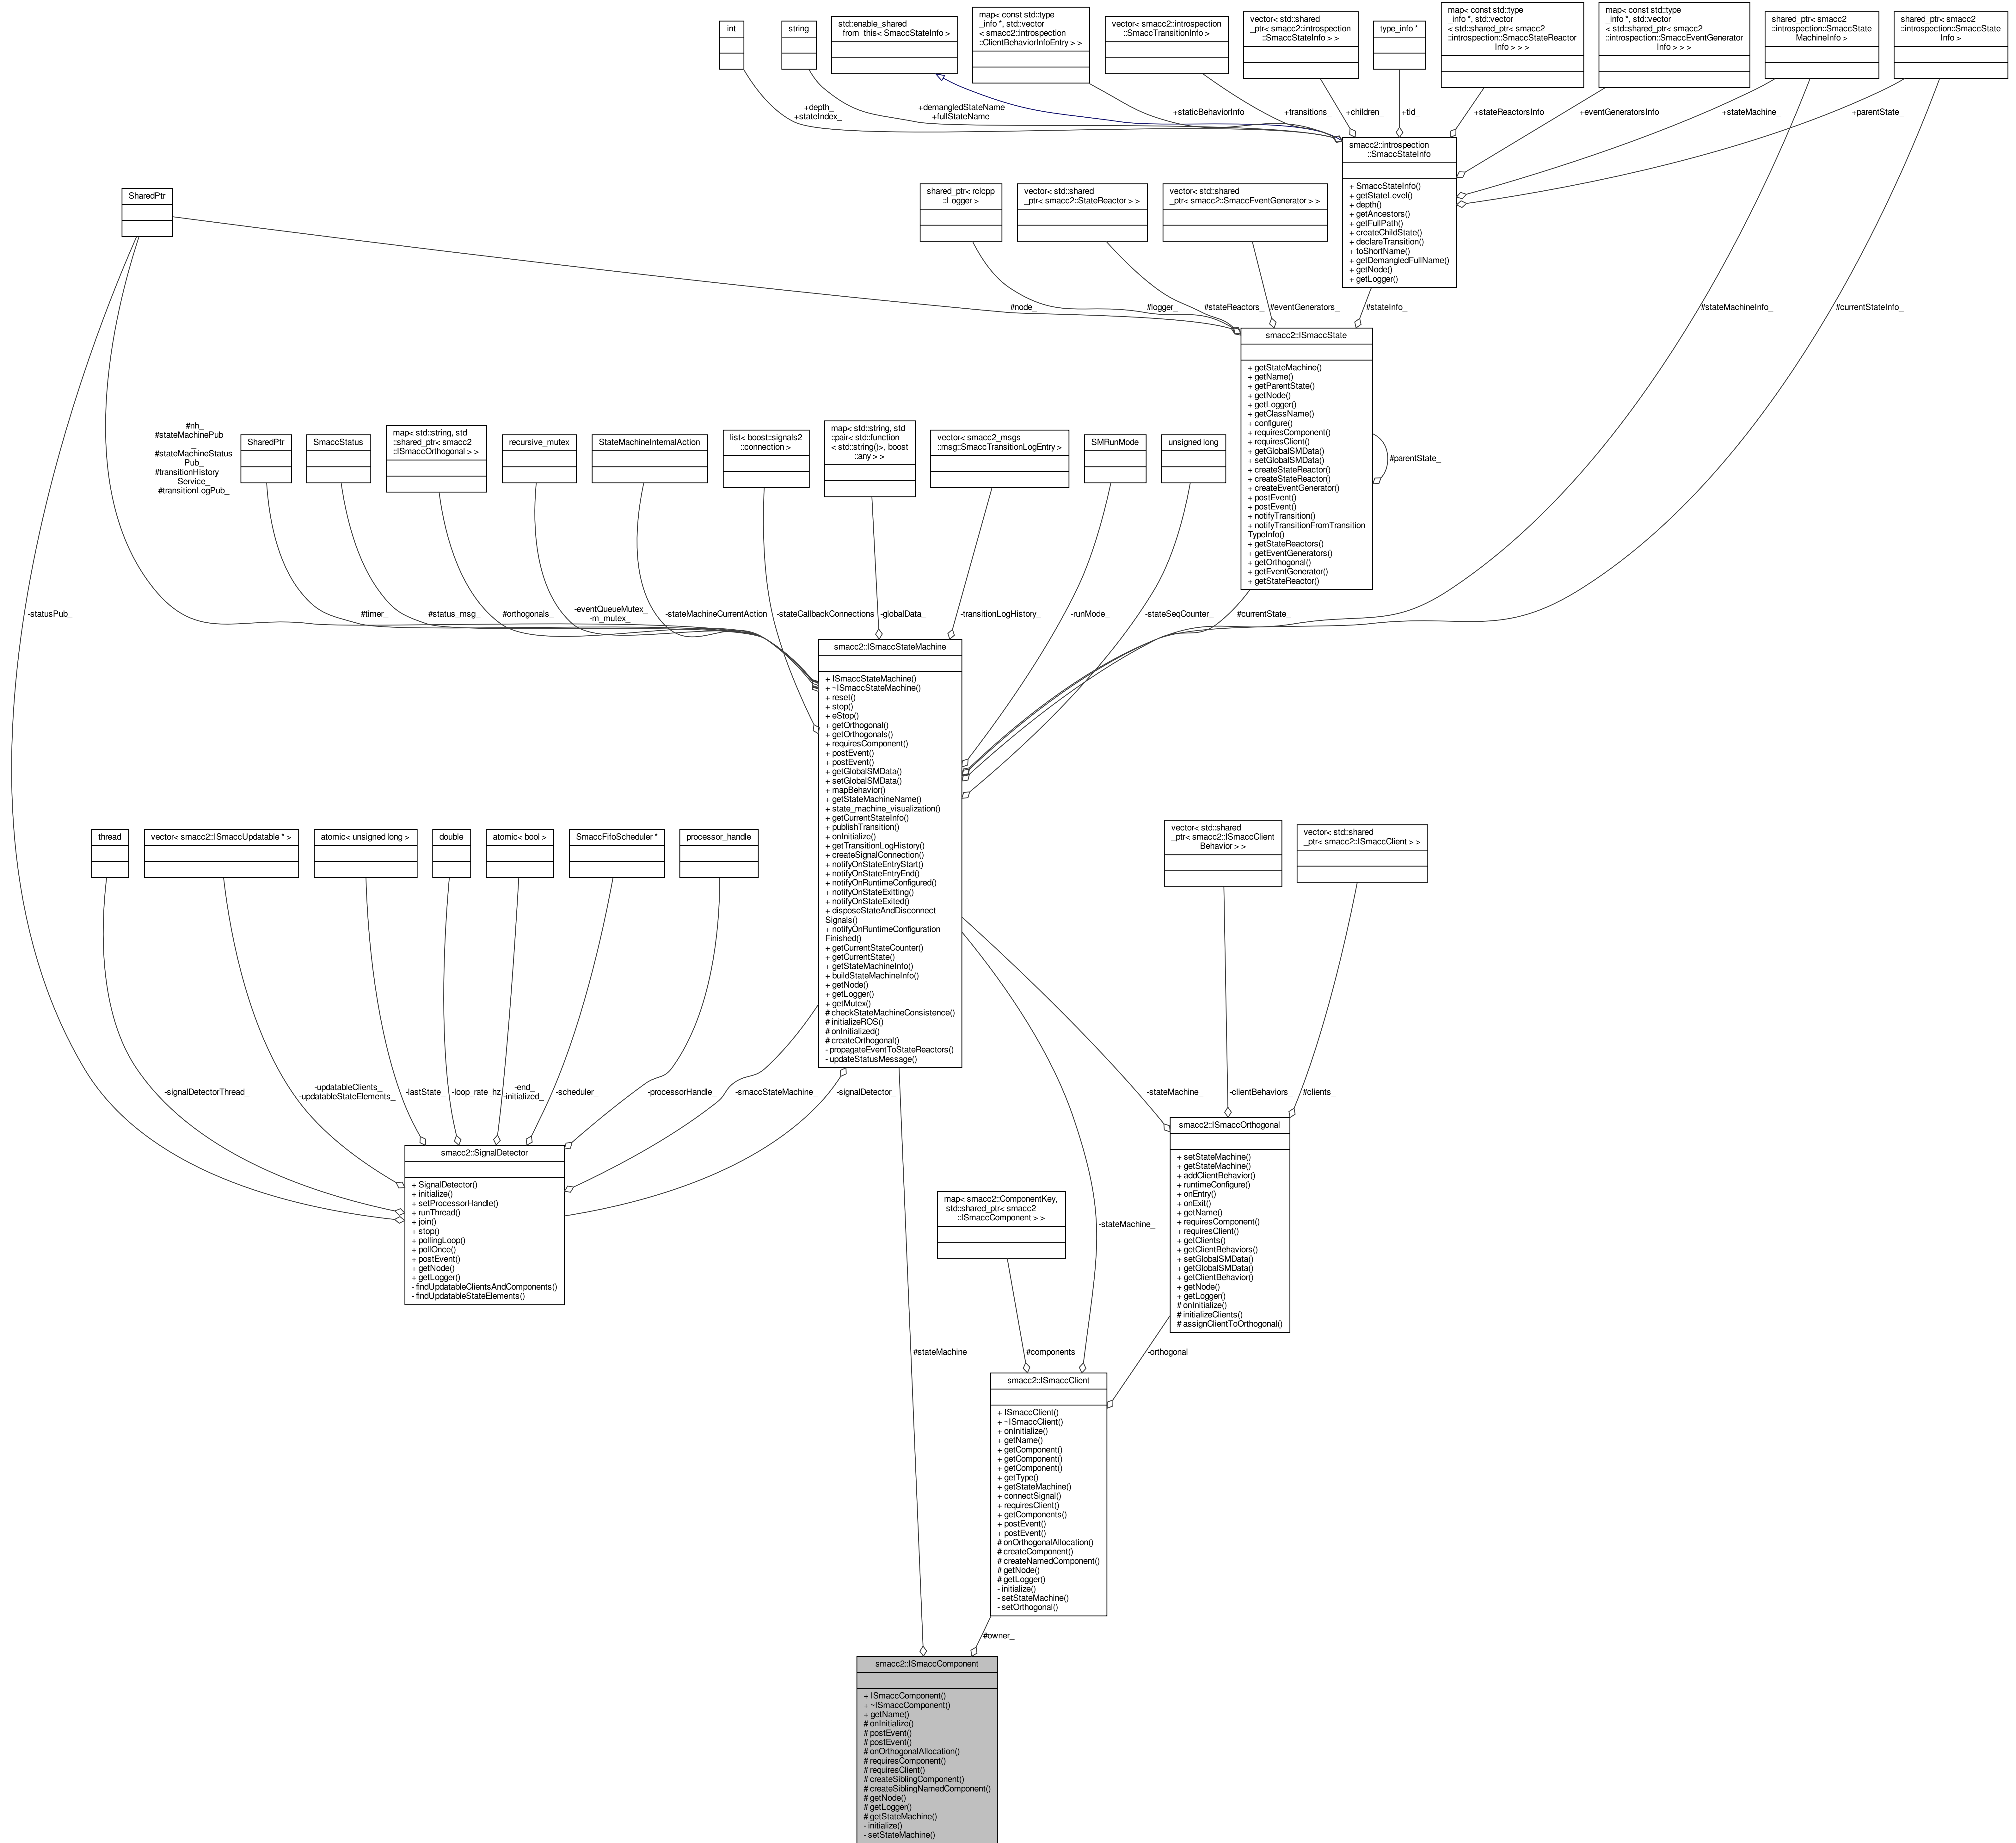 int
string
std::enable_shared
_from_this< SmaccStateInfo >
map< const std::type
_info *, std::vector
< smacc2::introspection
::ClientBehaviorInfoEntry > >
vector< smacc2::introspection
::SmaccTransitionInfo >
vector< std::shared
_ptr< smacc2::introspection
::SmaccStateInfo > >
type_info *
map< const std::type
_info *, std::vector
< std::shared_ptr< smacc2
::introspection::SmaccStateReactor
Info > > >
map< const std::type
_info *, std::vector
< std::shared_ptr< smacc2
::introspection::SmaccEventGenerator
Info > > >
shared_ptr< smacc2
::introspection::SmaccState
MachineInfo >
shared_ptr< smacc2
::introspection::SmaccState
Info >
+depth_
+stateIndex_
+demangledStateName
+fullStateName
+staticBehaviorInfo
+transitions_
+children_
+tid_
+stateReactorsInfo
+eventGeneratorsInfo
+stateMachine_
+parentState_
smacc2::introspection
::SmaccStateInfo
+ SmaccStateInfo()
+ getStateLevel()
+ depth()
+ getAncestors()
+ getFullPath()
+ createChildState()
+ declareTransition()
+ toShortName()
+ getDemangledFullName()
+ getNode()
+ getLogger()
SharedPtr
shared_ptr< rclcpp
::Logger >
vector< std::shared
_ptr< smacc2::StateReactor > >
vector< std::shared
_ptr< smacc2::SmaccEventGenerator > >
#node_
#logger_
#stateReactors_
#eventGenerators_
#stateInfo_
#stateMachineInfo_
#currentStateInfo_
smacc2::ISmaccState
+ getStateMachine()
+ getName()
+ getParentState()
+ getNode()
+ getLogger()
+ getClassName()
+ configure()
+ requiresComponent()
+ requiresClient()
+ getGlobalSMData()
+ setGlobalSMData()
+ createStateReactor()
+ createStateReactor()
+ createEventGenerator()
+ postEvent()
+ postEvent()
+ notifyTransition()
+ notifyTransitionFromTransition
TypeInfo()
+ getStateReactors()
+ getEventGenerators()
+ getOrthogonal()
+ getEventGenerator()
+ getStateReactor()
#parentState_
#nh_
#stateMachinePub
_
#stateMachineStatus
Pub_
#transitionHistory
Service_
#transitionLogPub_
SharedPtr
SmaccStatus
map< std::string, std
::shared_ptr< smacc2
::ISmaccOrthogonal > >
recursive_mutex
StateMachineInternalAction
list< boost::signals2
::connection >
map< std::string, std
::pair< std::function
< std::string()>, boost
::any > >
vector< smacc2_msgs
::msg::SmaccTransitionLogEntry >
SMRunMode
unsigned long
-statusPub_
#timer_
#status_msg_
#orthogonals_
-eventQueueMutex_
-m_mutex_
-stateMachineCurrentAction
-stateCallbackConnections
-globalData_
-transitionLogHistory_
-runMode_
-stateSeqCounter_
#currentState_
smacc2::ISmaccStateMachine
+ ISmaccStateMachine()
+ ~ISmaccStateMachine()
+ reset()
+ stop()
+ eStop()
+ getOrthogonal()
+ getOrthogonals()
+ requiresComponent()
+ postEvent()
+ postEvent()
+ getGlobalSMData()
+ setGlobalSMData()
+ mapBehavior()
+ getStateMachineName()
+ state_machine_visualization()
+ getCurrentStateInfo()
+ publishTransition()
+ onInitialize()
+ getTransitionLogHistory()
+ createSignalConnection()
+ notifyOnStateEntryStart()
+ notifyOnStateEntryEnd()
+ notifyOnRuntimeConfigured()
+ notifyOnStateExitting()
+ notifyOnStateExited()
+ disposeStateAndDisconnect
Signals()
+ notifyOnRuntimeConfiguration
Finished()
+ getCurrentStateCounter()
+ getCurrentState()
+ getStateMachineInfo()
+ buildStateMachineInfo()
+ getNode()
+ getLogger()
+ getMutex()
# checkStateMachineConsistence()
# initializeROS()
# onInitialized()
# createOrthogonal()
- propagateEventToStateReactors()
- updateStatusMessage()
thread
vector< smacc2::ISmaccUpdatable * >
atomic< unsigned long >
double
atomic< bool >
SmaccFifoScheduler *
processor_handle
vector< std::shared
_ptr< smacc2::ISmaccClient
Behavior > >
vector< std::shared
_ptr< smacc2::ISmaccClient > >
-signalDetectorThread_
-updatableClients_
-updatableStateElements_
-lastState_
-loop_rate_hz
-end_
-initialized_
-scheduler_
-processorHandle_
-smaccStateMachine_
-signalDetector_
-stateMachine_
-clientBehaviors_
#clients_
smacc2::SignalDetector
+ SignalDetector()
+ initialize()
+ setProcessorHandle()
+ runThread()
+ join()
+ stop()
+ pollingLoop()
+ pollOnce()
+ postEvent()
+ getNode()
+ getLogger()
- findUpdatableClientsAndComponents()
- findUpdatableStateElements()
smacc2::ISmaccOrthogonal
+ setStateMachine()
+ getStateMachine()
+ addClientBehavior()
+ runtimeConfigure()
+ onEntry()
+ onExit()
+ getName()
+ requiresComponent()
+ requiresClient()
+ getClients()
+ getClientBehaviors()
+ setGlobalSMData()
+ getGlobalSMData()
+ getClientBehavior()
+ getNode()
+ getLogger()
# onInitialize()
# initializeClients()
# assignClientToOrthogonal()
map< smacc2::ComponentKey,
std::shared_ptr< smacc2
::ISmaccComponent > >
-stateMachine_
#stateMachine_
#components_
-orthogonal_
smacc2::ISmaccClient
+ ISmaccClient()
+ ~ISmaccClient()
+ onInitialize()
+ getName()
+ getComponent()
+ getComponent()
+ getComponent()
+ getType()
+ getStateMachine()
+ connectSignal()
+ requiresClient()
+ getComponents()
+ postEvent()
+ postEvent()
# onOrthogonalAllocation()
# createComponent()
# createNamedComponent()
# getNode()
# getLogger()
- initialize()
- setStateMachine()
- setOrthogonal()
#owner_
smacc2::ISmaccComponent
+ ISmaccComponent()
+ ~ISmaccComponent()
+ getName()
# onInitialize()
# postEvent()
# postEvent()
# onOrthogonalAllocation()
# requiresComponent()
# requiresClient()
# createSiblingComponent()
# createSiblingNamedComponent()
# getNode()
# getLogger()
# getStateMachine()
- initialize()
- setStateMachine()